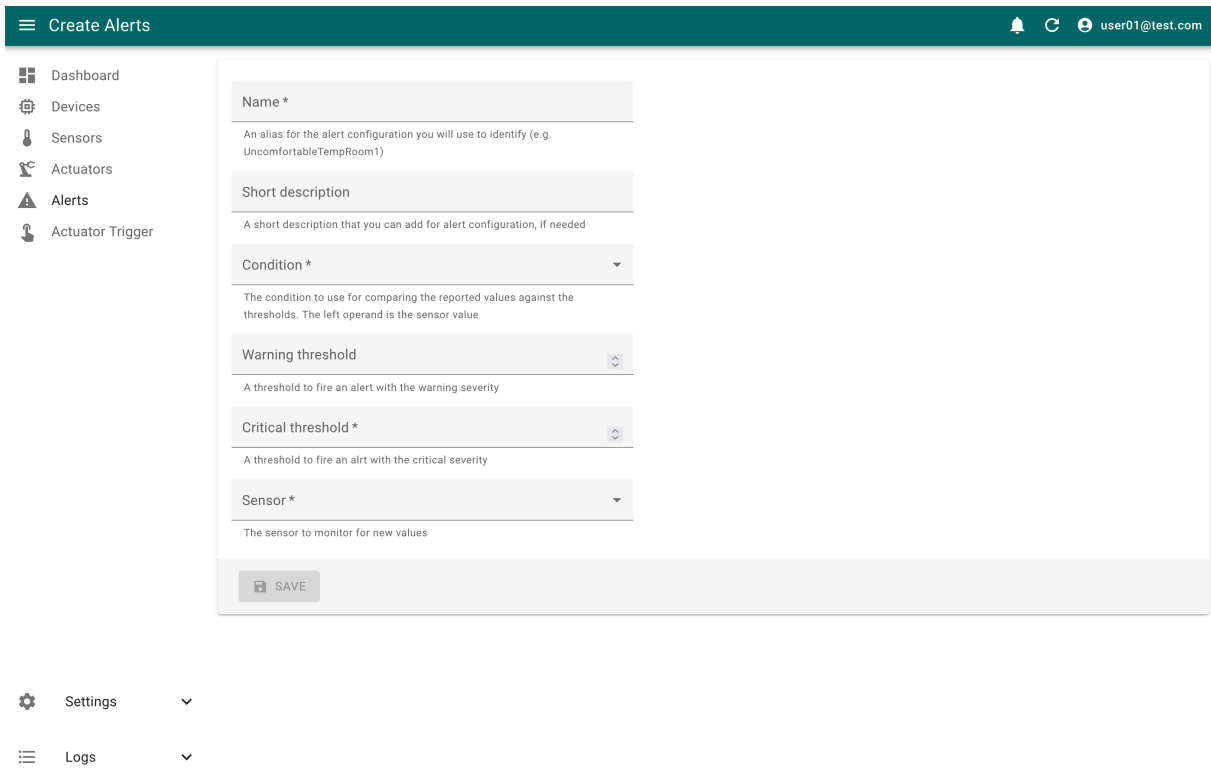 Create Alerts
user01@test.com
Dashboard
Devices
Sensors
Actuators
Alerts
Actuator Trigger
Name *
An alias for the alert configuration you will use to identify (e.g.
UncomfortableTempRoom1)
Short description
A short description that you can add for alert configuration, if needed
Condition *
The condition to use for comparing the reported values against the
thresholds. The left operand is the sensor value
Warning threshold
A threshold to fire an alert with the warning severity
Critical threshold *
A threshold to fire an alrt with the critical severity
Sensor *
The sensor to monitor for new values
SAVE
Settings
Logs